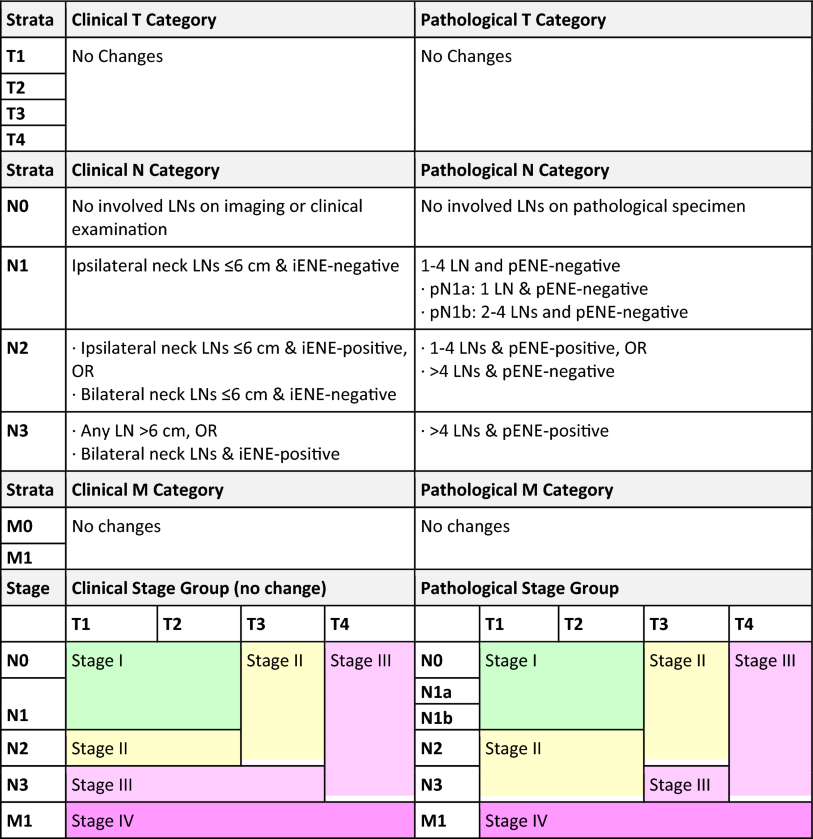 Strata Clinical T Category Pathological T Category
T1 No Changes No Changes
T2
T3
T4
Strata Clinical N Category Pathological N Category
N0 No involved LNs on imaging or clinical No involved LNs on pathological specimen
examination
N1 Ipsilateral neck LNs ≤6 cm & iENE-negative 1-4 LN and pENE-negative
· pN1a: 1 LN & pENE-negative
· pN1b: 2-4 LNs and pENE-negative
N2 · Ipsilateral neck LNs ≤6 cm & iENE-positive, · 1-4 LNs & pENE-positive, OR
OR · >4 LNs & pENE-negative
· Bilateral neck LNs ≤6 cm & iENE-negative
N3 · Any LN >6 cm, OR · >4 LNs & pENE-positive
· Bilateral neck LNs & iENE-positive
Strata Clinical M Category Pathological M Category
M0 No changes No changes
M1
Stage Clinical Stage Group (no change) Pathological Stage Group
T1 T2 T3 T4 T1 T2 T3 T4
N0 Stage I Stage II Stage III N0 Stage I Stage II Stage III
N1a
N1 N1b
N2 Stage II N2 Stage II
N3 Stage III N3 Stage III
M1 Stage IV M1 Stage IV